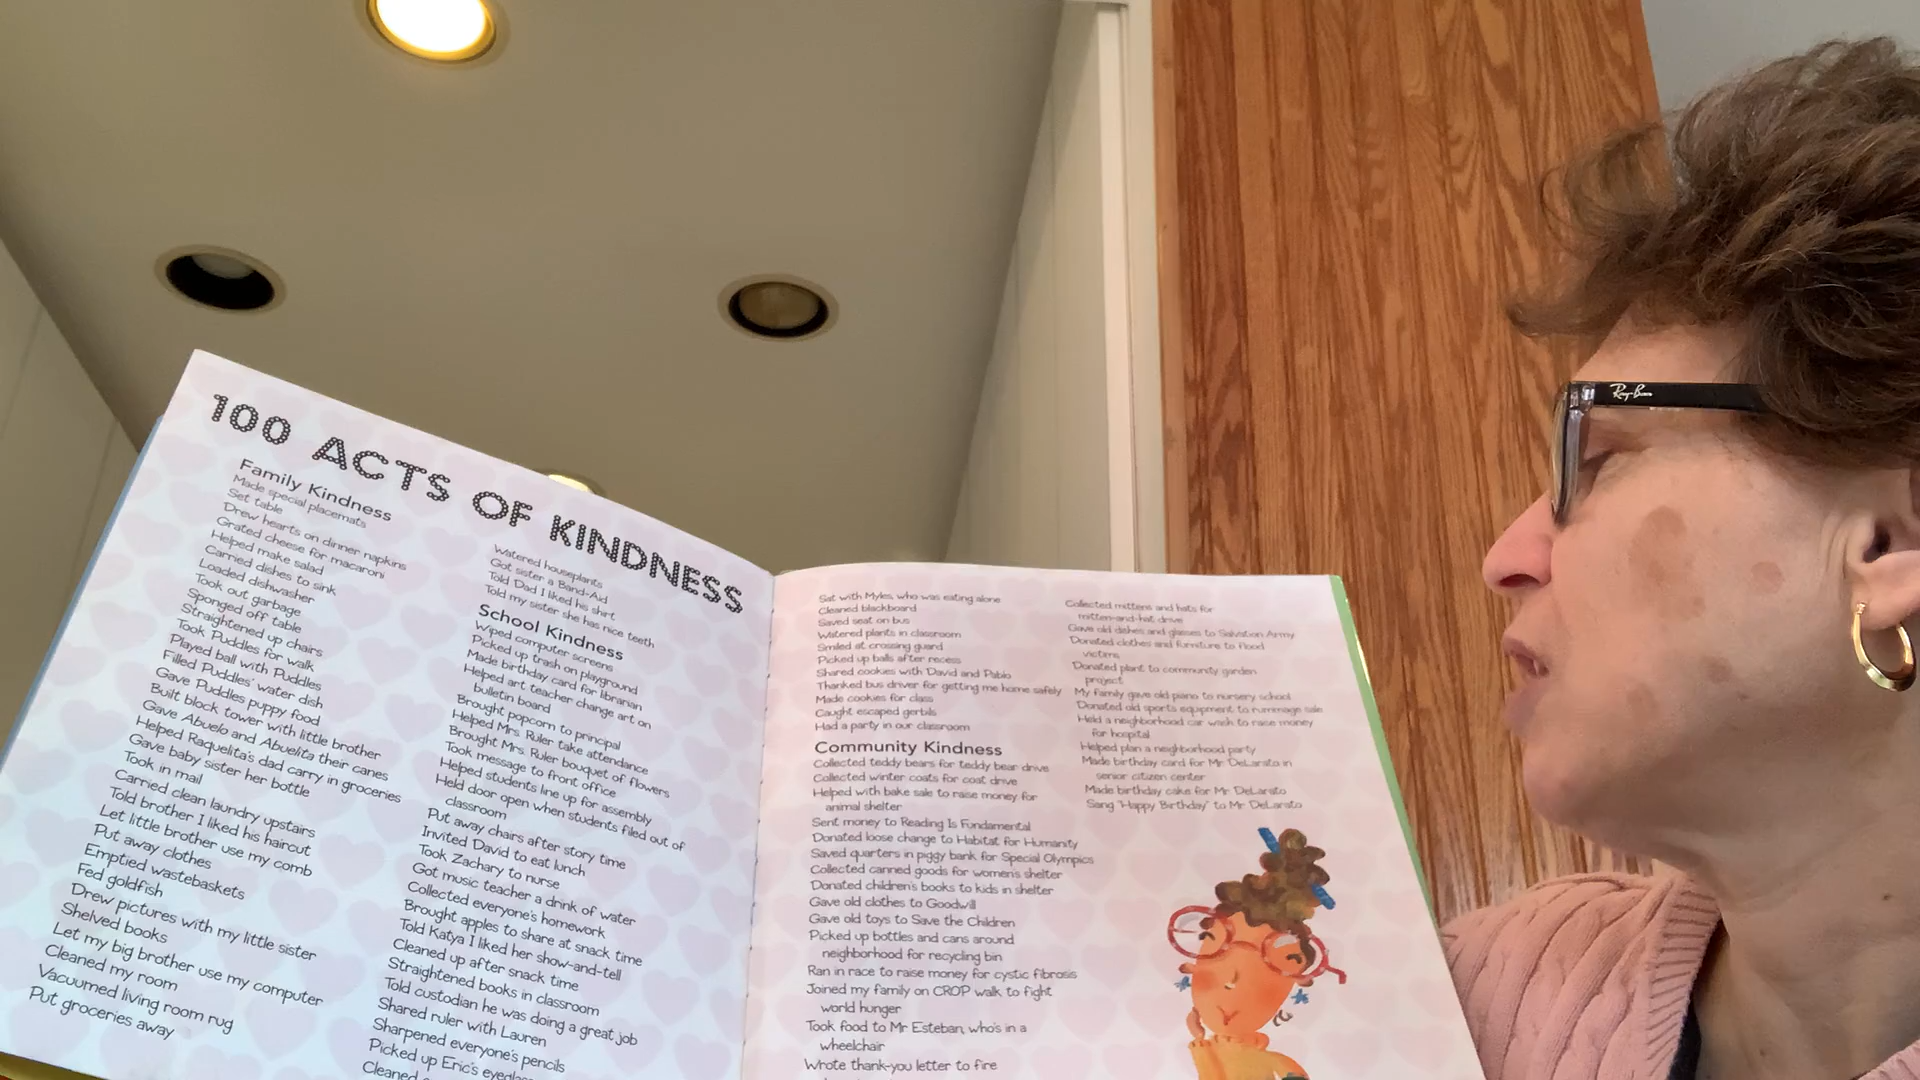 100 ACTS OF KINDNESS
Family Kindness
Made special placemats
Set table
Drew hearts on dinner napkins
Grated cheese for macaroni
Helped make salad
Carried dishes to sink
Loaded dishwasher
Took out garbage
Sponged off table
Straightened up chairs
Took Puddles for walk
Played ball with Puddles
Filled Puddles' water dish
Gave Puddles puppy food
Built block tower with little brother
Gave Abuelo and Abuelita their canes
Helped Raquelita's dad carry in groceries
Gave baby sister her bottle
Took in mail
Carried clean laundry upstairs
Told brother I liked his haircut
Let little brother use my comb
Put away clothes
Emptied wastebaskets
Fed goldfish
Drew pictures with my little sister
Shelved books
Let my big brother use my computer
Cleaned my room
Vacuumed living room rug
Put groceries away
Watered houseplants
Got sister a Band-Aid
Told Dad I liked his shirt
Told my sister she has nice teeth
School Kindness
Wiped computer screens
Picked up trash on playground
Made birthday card for librarian
Helped art teacher change art on
bulletin board
Brought popcorn to principal
Helped Mrs. Ruler take attendance
Brought Mrs. Ruler bouquet of flowers
Took message to front office
Helped students line up for assembly
Held door open when students filed out of
classroom
Put away chairs after story time
Invited David to eat lunch
Took Zachary to nurse
Got music teacher a drink of water
Collected everyone's homework
Brought apples to share at snack time
Told Katya I liked her show-and-tell
Cleaned up after snack time
Straightened books in classroom
Told custodian he was doing a great job
Shared ruler with Lauren
Sharpened everyone's pencils
Picked up Eric's
Cleaned
Sat with Myles, who was eating alone
Cleaned blackboard
Saved seat on bus
Watered plants in classroom
Smiled at crossing guard
Picked up balls after recess
Shared cookies with David and Pablo
Thanked bus driver for getting me home safely
Made cookies for class
Caught escaped gerbils
Had a party in our classroom
Community Kindness
Collected teddy bears for teddy bear drive
Collected winter coats for coat drive
Helped with bake sale to raise money for
animal shelter
Sent money to Reading Is Fundamental
Donated loose change to Habitat for Humanity
Saved quarters in piggy bank for Special Olympics
Collected canned goods for women's shelter
Donated children's books to kids in shelter
Gave old clothes to Goodwill
Gave old toys to Save the Children
Picked up bottles and cans around
neighborhood for recycling bin
Ran in race to raise money for cystic fibrosis
Joined my family on CROP walk to fight
world hunger
Took food to Mr. Esteban, who's in a
wheelchair
Wrote thank-you letter to fire
Collected mittens and hats for
mitten-and-hat drive
Gave old dishes and glasses to Salvation Army
Donated clothes and furniture to flood
victims
Donated plant to community garden
project
My family gave old piano to nursery school
Donated old sports equipment to rummage sale
Held a neighborhood car wash to raise money
for hospital
Helped plan a neighborhood party
Made birthday card for Mr. DeLarato in
senior citizen center
Made birthday cake for Mr. DeLarato
Sang "Happy Birthday" to Mr. DeLarato
Ray-Ban